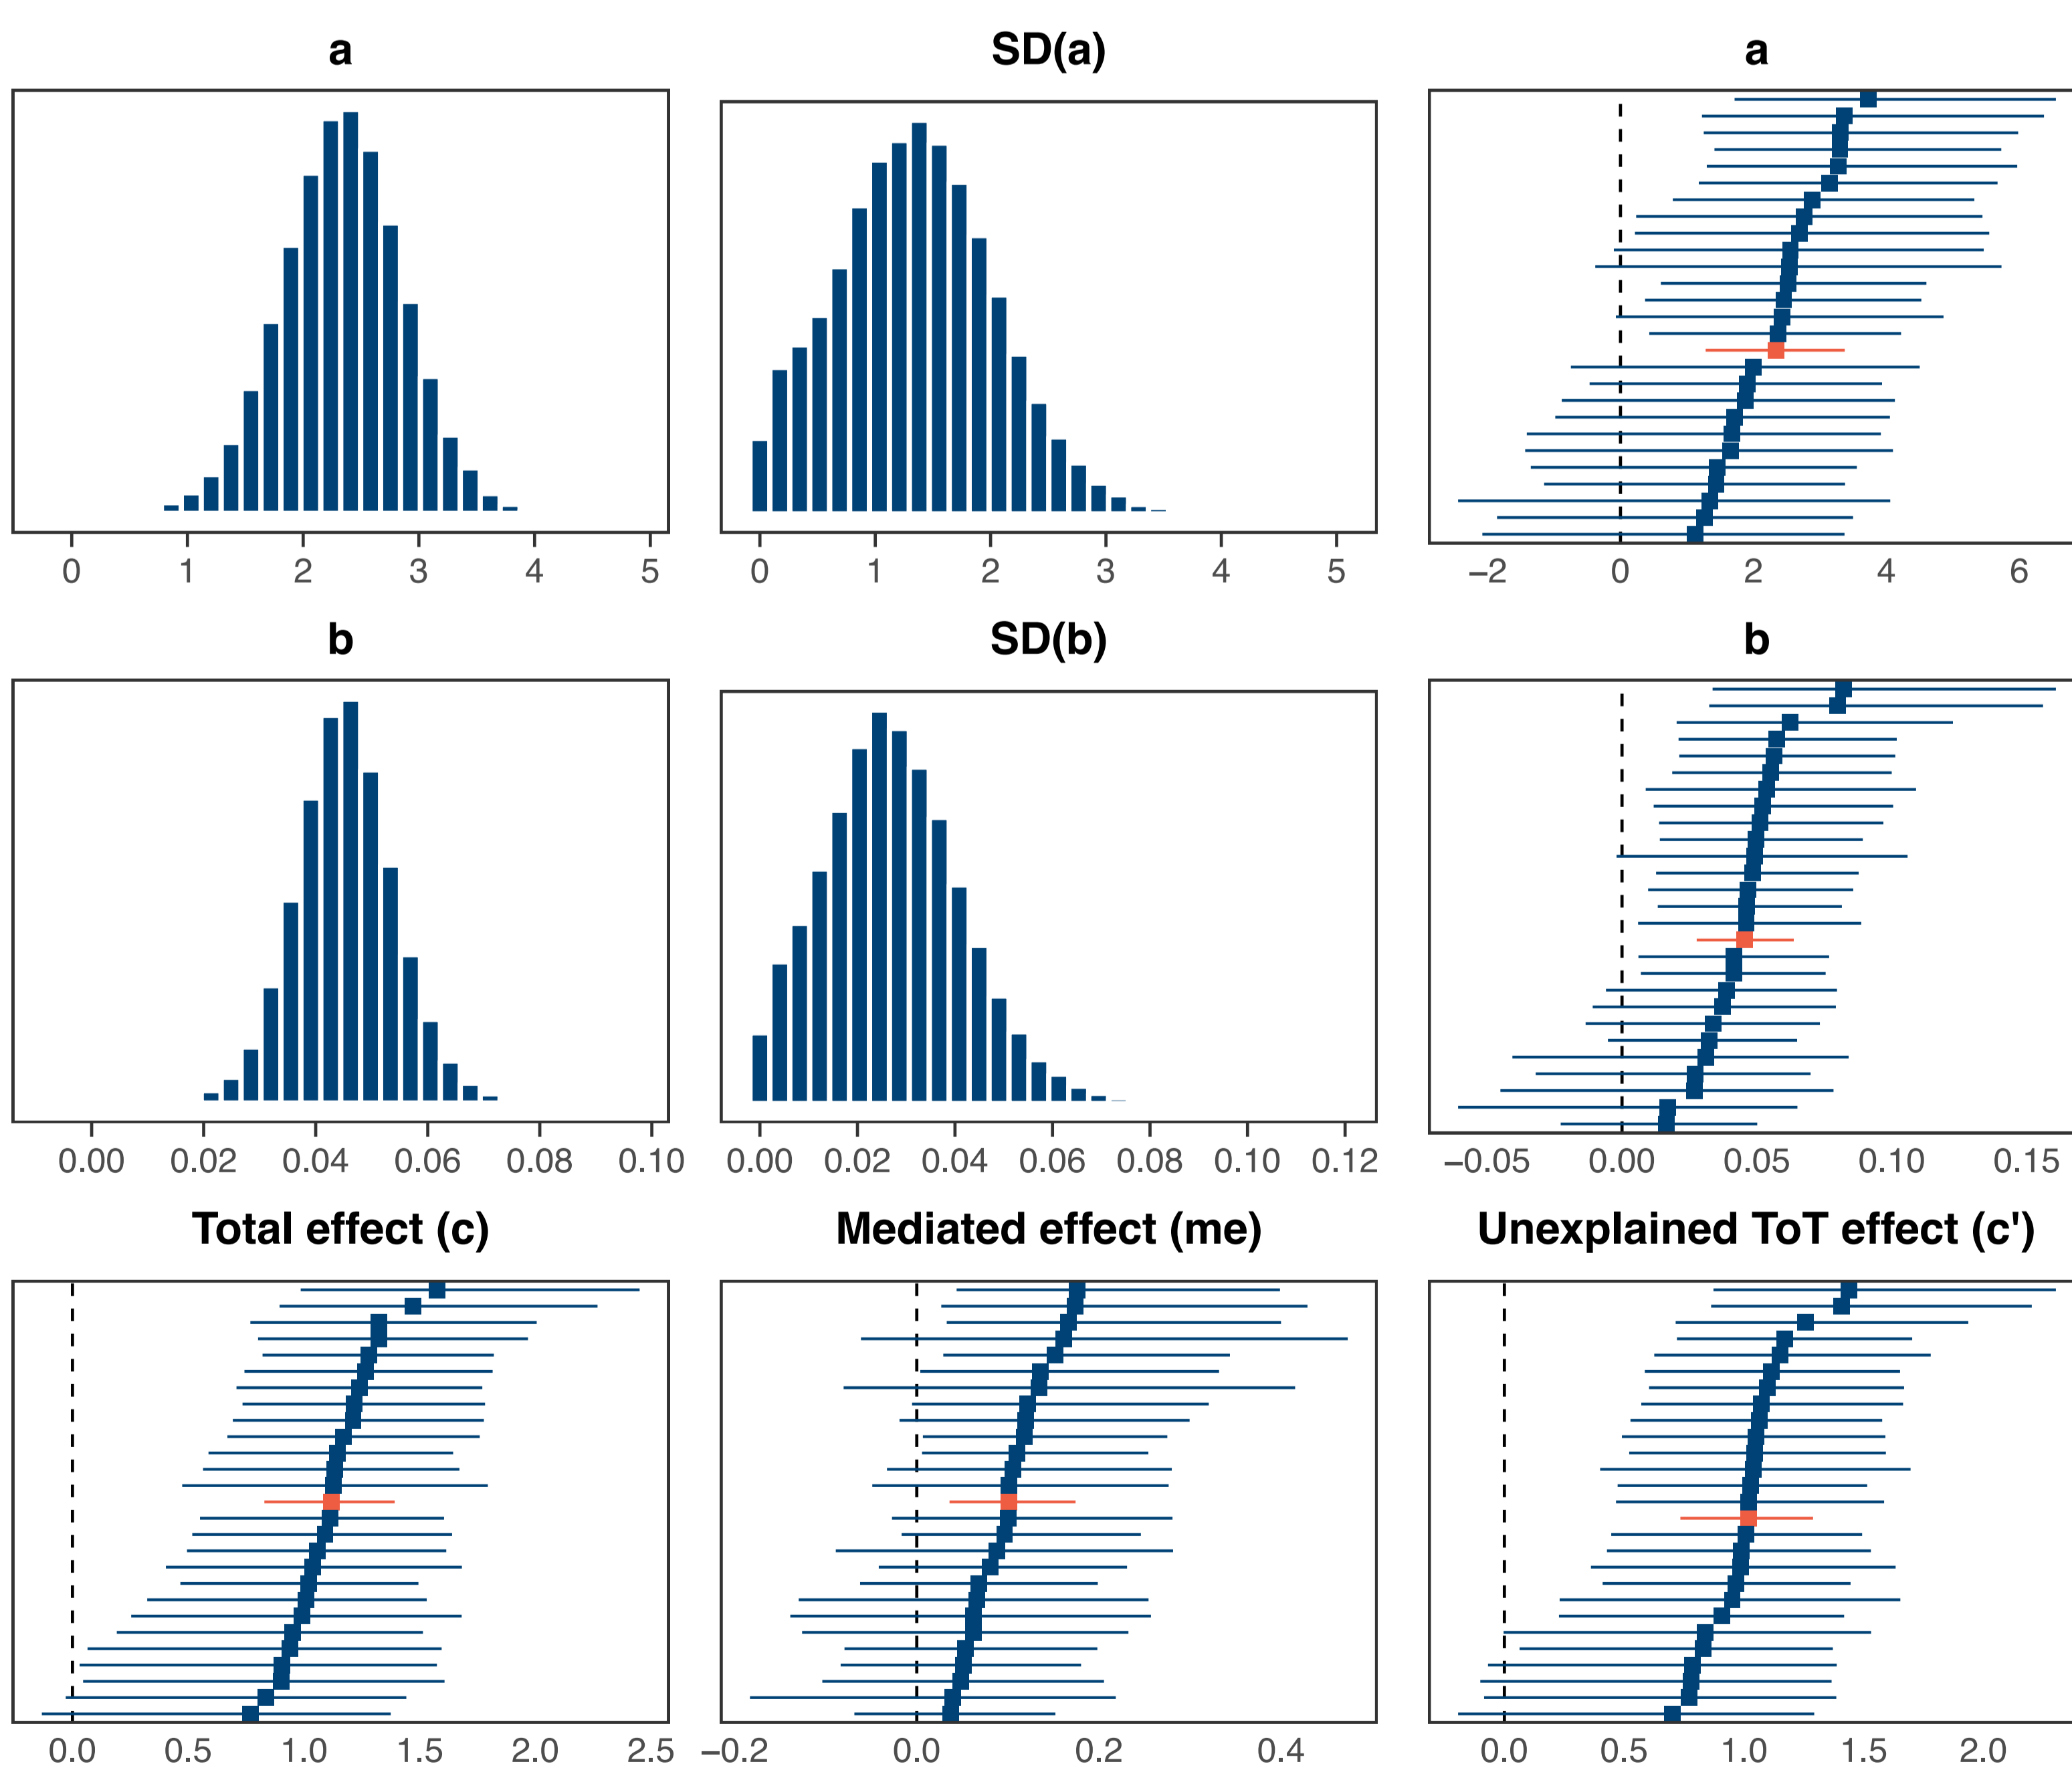 a SD(a) a
0 1 2 3 4 5 0 1 2 3 4 5 −2 0 2 4 6
b SD(b) b
0.00 0.02 0.04 0.06 0.08 0.10 0.00 0.02 0.04 0.06 0.08 0.10 0.12 −0.05 0.00 0.05 0.10 0.15
Total effect (c) Mediated effect (me) Unexplained ToT effect (c')
0.0 0.5 1.0 1.5 2.0 2.5 −0.2 0.0 0.2 0.4 0.0 0.5 1.0 1.5 2.0